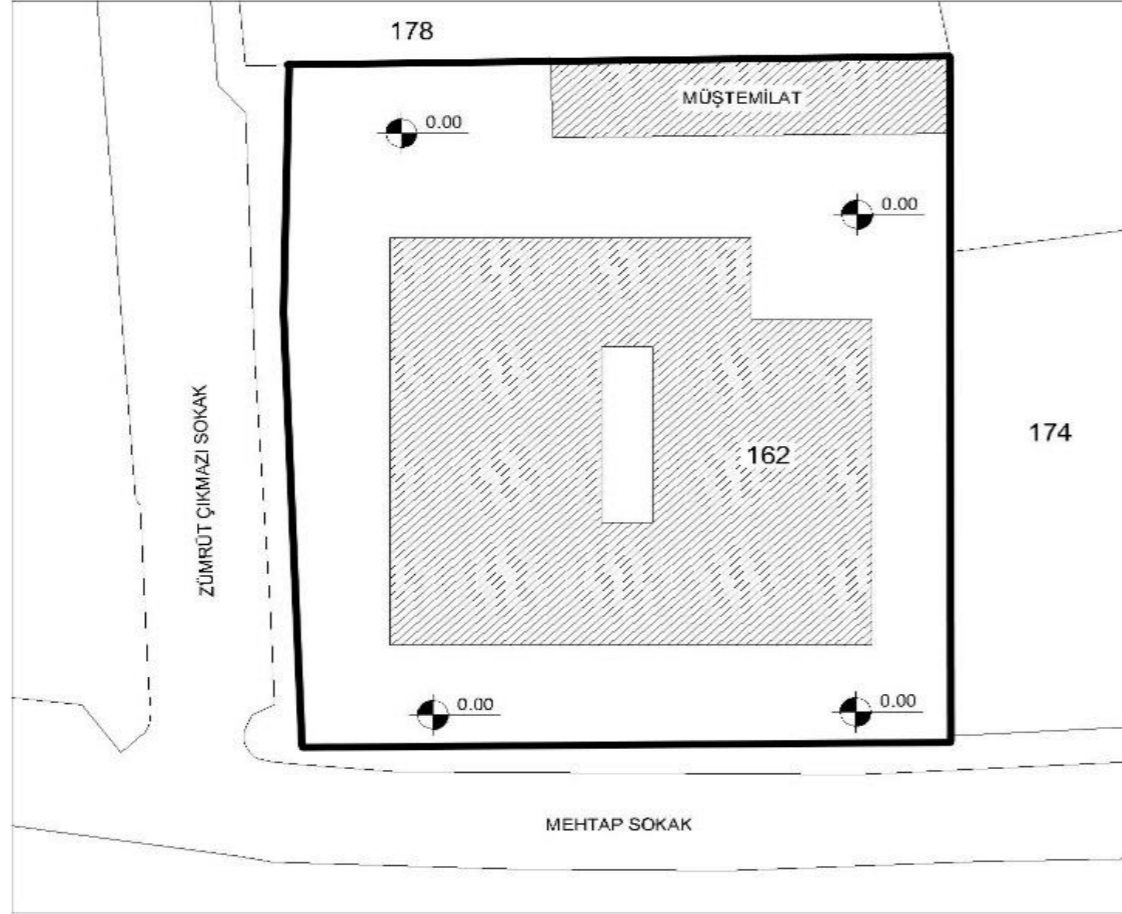 178
MÜŞTEMİLAT
0.00
0.00
ZÜMRÜT ÇIKMAZI SOKAK
162
174
0.00
0.00
MEHTAP SOKAK